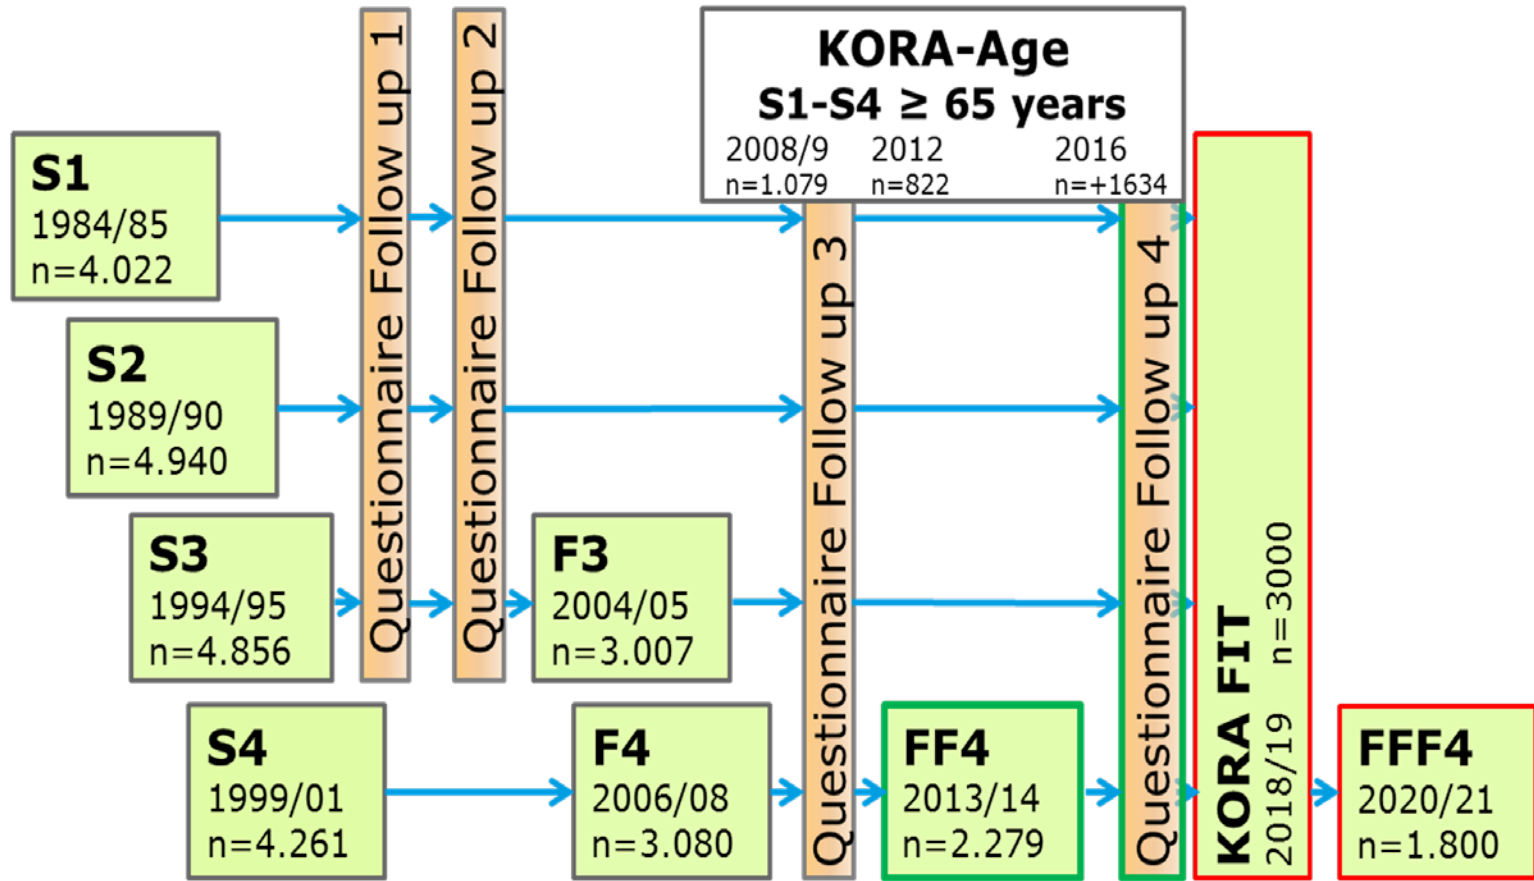 Questionnaire Follow up 1
Questionnaire Follow up 2
KORA-Age
S1-S4 ≥ 65 years
2008/9 2012 2016
n=1.079 n=822 n=+1634
S1
1984/85
n=4.022
S2
1989/90
n=4.940
S3
1994/95
n=4.856
F3
2004/05
n=3.007
S4
1999/01
n=4.261
F4
2006/08
n=3.080
Questionnaire Follow up 3
FF4
2013/14
n=2.279
Questionnaire Follow up 4
KORA FIT
2018/19 n=3000
FFF4
2020/21
n=1.800